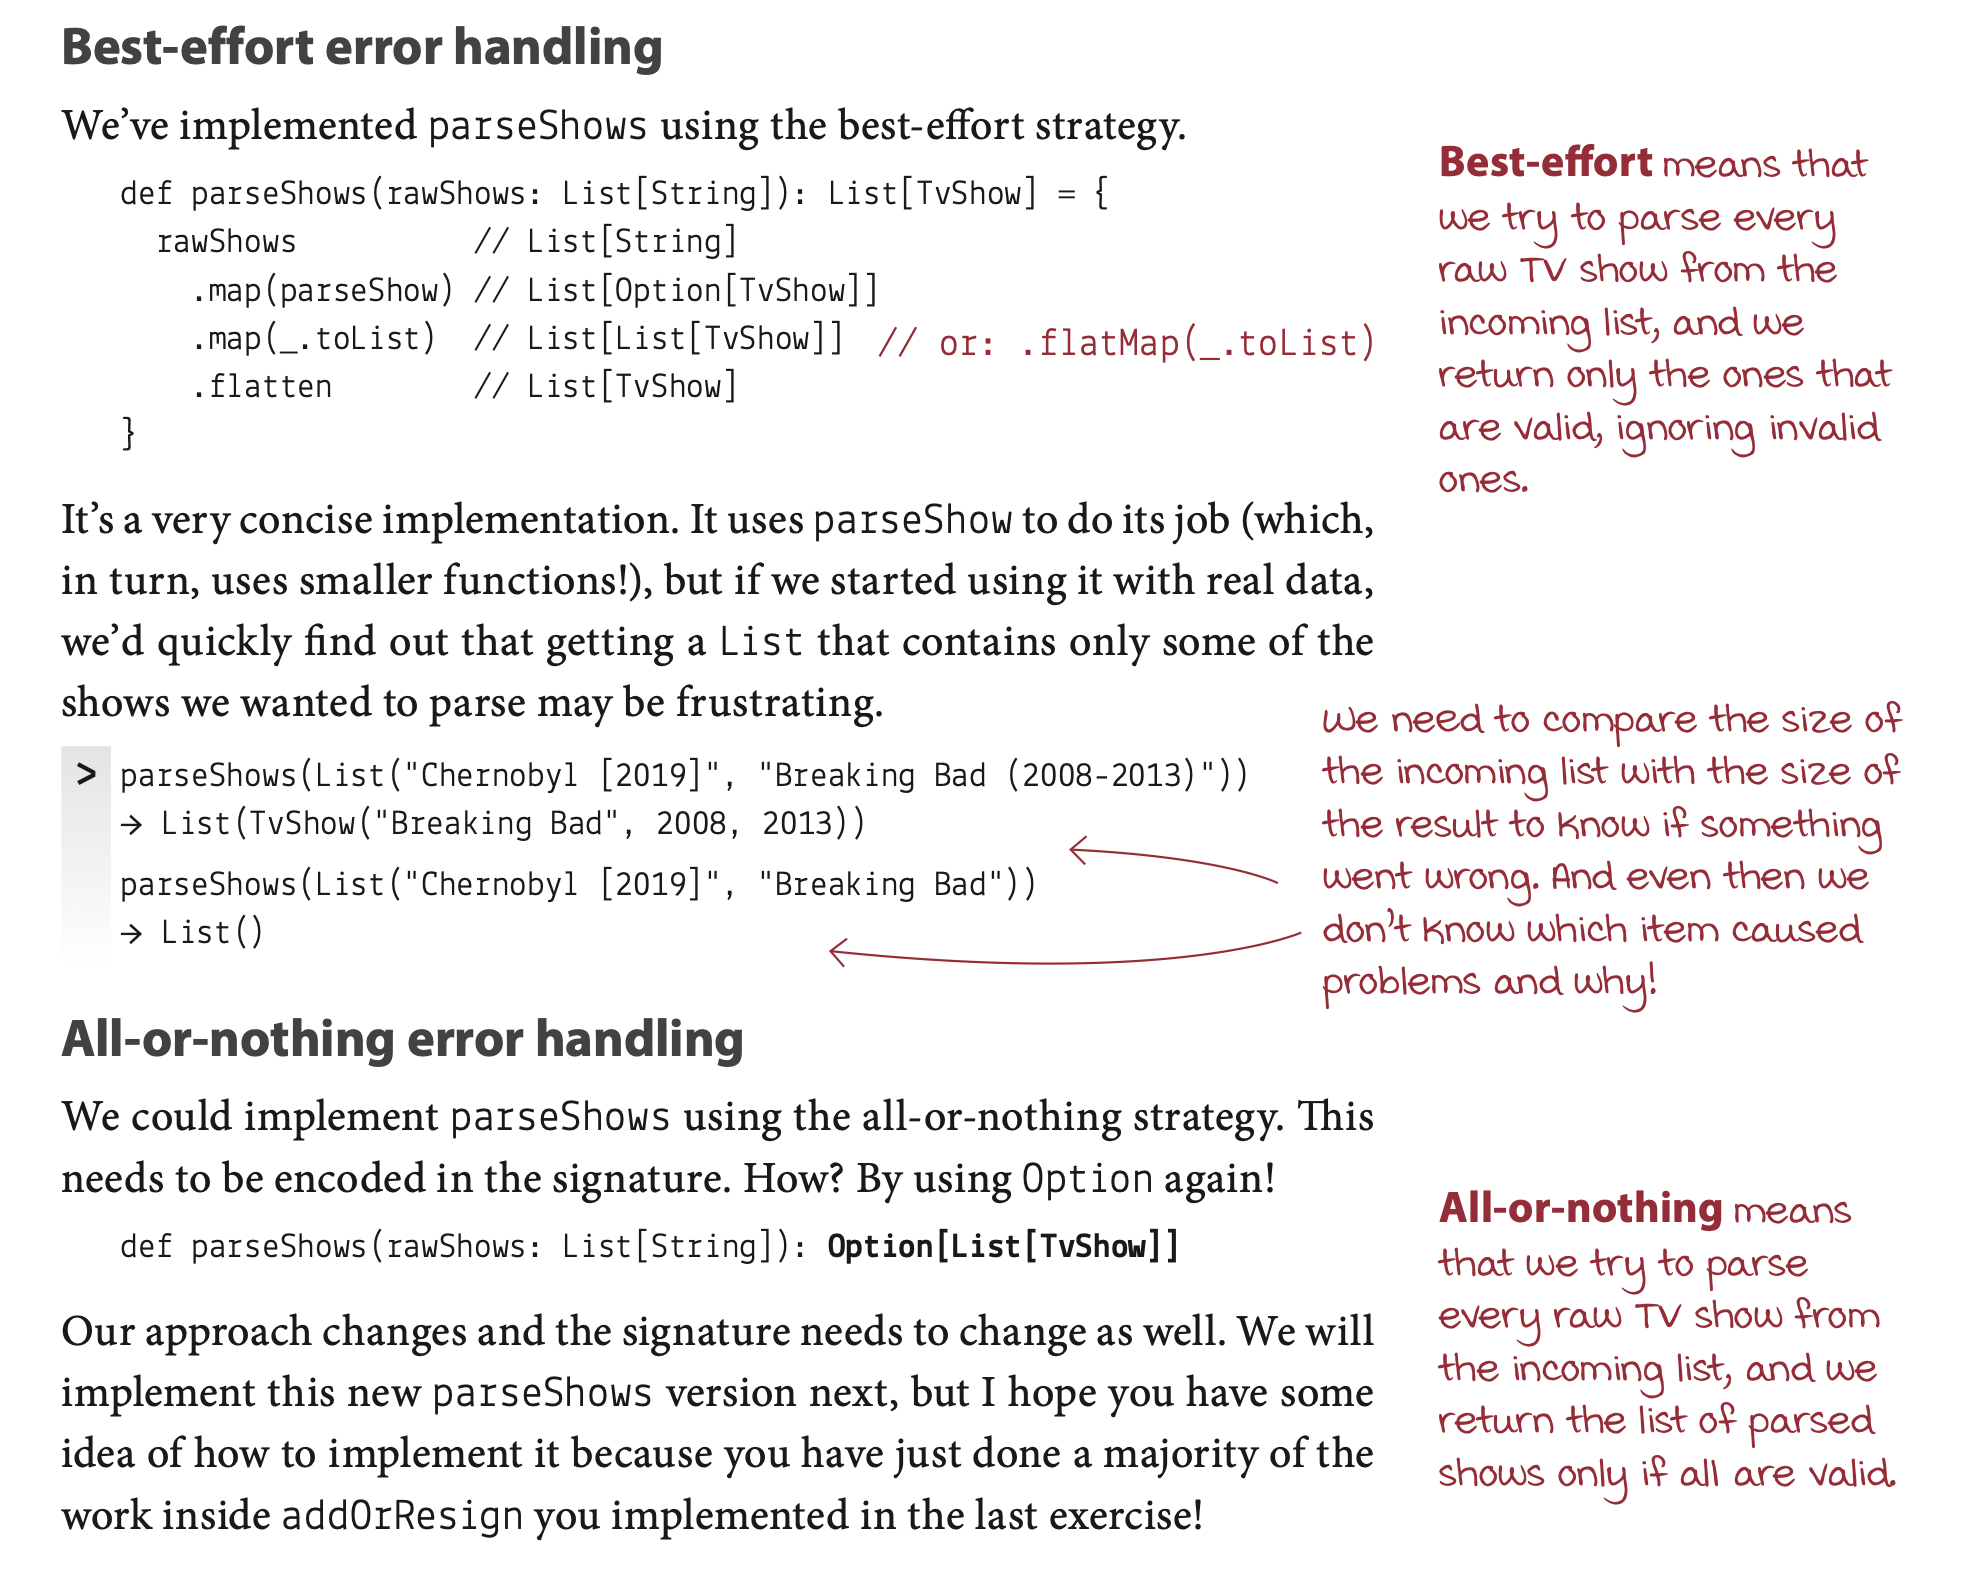 Best-effort error handling
We’ve implemented parseShows using the best-effort strategy.
def parseShows(rawShows: List[String]): List[TvShow] = {
  rawShows          // List[String]
    .map(parseShow) // List[Option[TvShow]]
    .map(_.toList)  // List[List[TvShow]]  // or: .flatMap(_.toList)
    .flatten        // List[TvShow]
}
Best-effort means that
we try to parse every
raw TV show from the
incoming list, and we
return only the ones that
are valid, ignoring invalid
ones.
It’s a very concise implementation. It uses parseShow to do its job (which,
in turn, uses smaller functions!), but if we started using it with real data,
we’d quickly find out that getting a List that contains only some of the
shows we wanted to parse may be frustrating.
> parseShows(List("Chernobyl [2019]", "Breaking Bad (2008-2013)"))
→ List(TvShow("Breaking Bad", 2008, 2013))
parseShows(List("Chernobyl [2019]", "Breaking Bad"))
→ List()
We need to compare the size of
the incoming list with the size of
the result to know if something
went wrong. And even then we
don't know which item caused
problems and why!
All-or-nothing error handling
We could implement parseShows using the all-or-nothing strategy. This
needs to be encoded in the signature. How? By using Option again!
def parseShows(rawShows: List[String]): Option[List[TvShow]]
Our approach changes and the signature needs to change as well. We will
implement this new parseShows version next, but I hope you have some
idea of how to implement it because you have just done a majority of the
work inside addOrResign you implemented in the last exercise!
All-or-nothing means
that we try to parse
every raw TV show from
the incoming list, and we
return the list of parsed
shows only if all are valid.